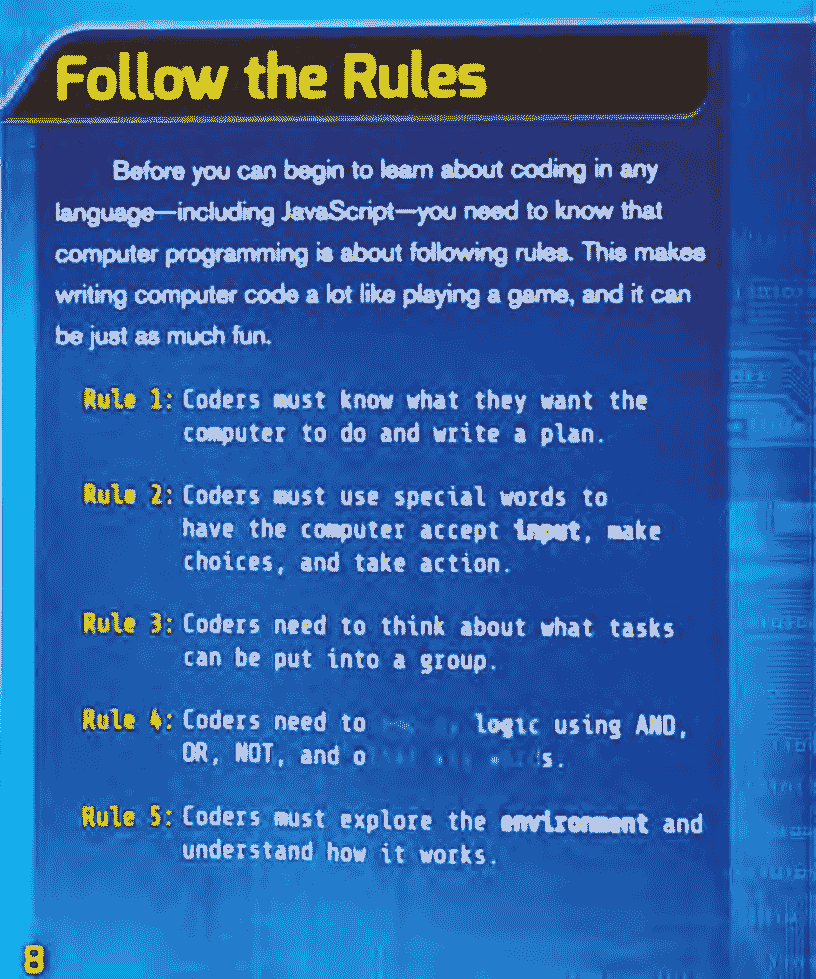 Follow the Rules
Before you can begin to learn about coding in any
language—including JavaScript—you need to know that
computer programming is about following rules. This makes
writing computer code a lot like playing a game, and it can
be just as much fun.
Rule 1: Coders must know what they want the
computer to do and write a plan.
Rule 2: Coders must use special words to
have the computer accept input, make
choices, and take action.
Rule 3: Coders need to think about what tasks
can be put into a group.
Rule 4: Coders need to logic using AND,
OR, NOT, and
Rule 5: Coders must explore the environment and
understand how it works.
8